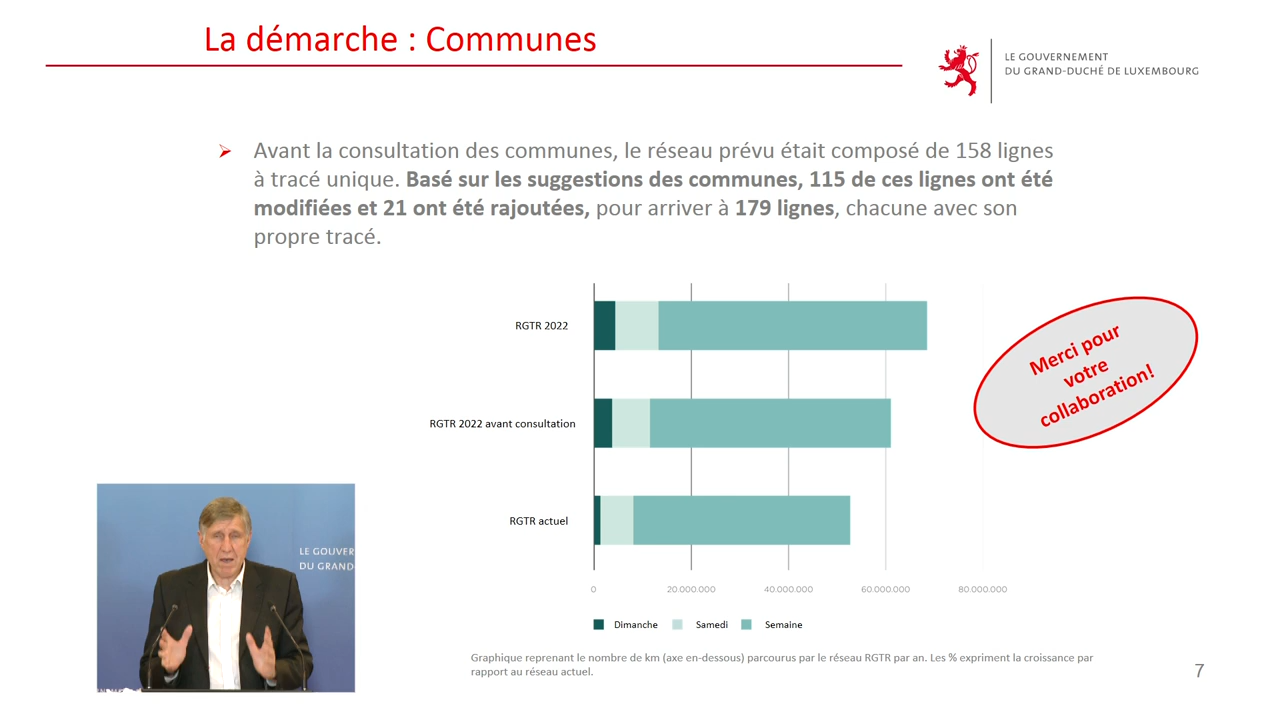 La démarche : Communes
LE GOUVERNEMENT
DU GRAND-DUCHÉ DE LUXEMBOURG
Avant la consultation des communes, le réseau prévu était composé de 158 lignes
à tracé unique. Basé sur les suggestions des communes, 115 de ces lignes ont été
modifiées et 21 ont été rajoutées, pour arriver à 179 lignes, chacune avec son
propre tracé.
RGTR 2022
RGTR 2022 avant consultation
RGTR actuel
0 20.000.000 40.000.000 60.000.000 80.000.000
Dimanche Samedi Semaine
Merci pour
votre
collaboration!
Graphique reprenant le nombre de km (axe en-dessous) parcourus par le réseau RGTR par an. Les % expriment la croissance par
rapport au réseau actuel.
7
LE GOUVER
DU GRAND